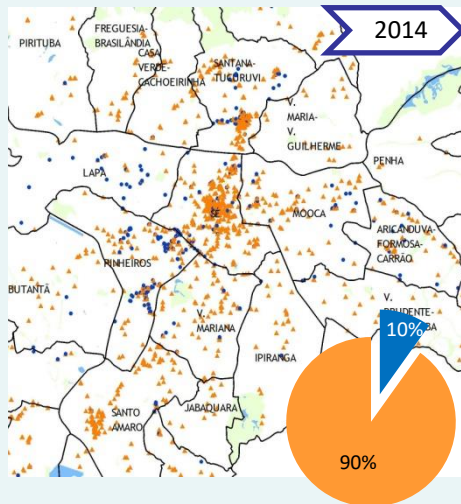 2014
PIRITUBA
FREGUESIA-
BRASILÂNDIA
CASA
VERDE-
CACHOEIRINHA
SANTANA-
TUCURUVI
V.
MARIA-
V.
GUILHERME
PENHA
LAPA
SÉ
MOOCA
ARICANDUVA-
FORMOSA-
CARRÃO
PINHEIROS
BUTANTÃ
V.
MARIANA
V.
IPIRANGA
SANTO
AMARO
JABAQUARA
10%
90%